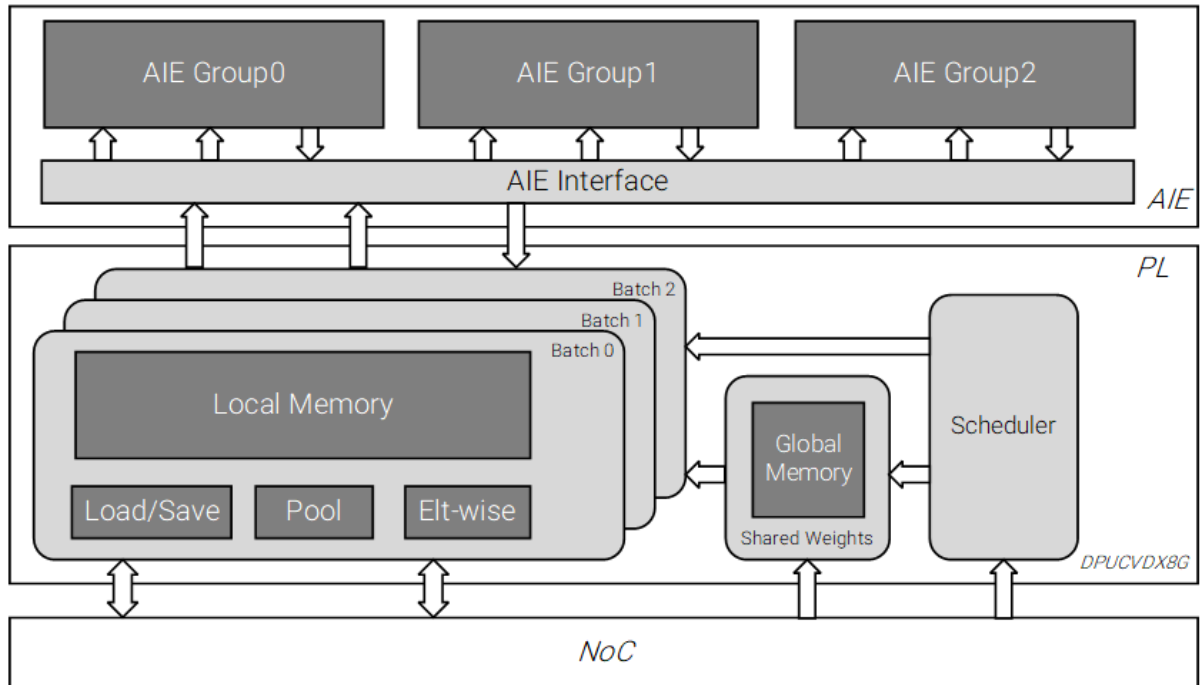 AIE Group0
AIE Group1
AIE Group2
AIE Interface
AIE
PL
Batch 2
Batch 1
Batch 0
Local Memory
Load/Save
Pool
Elt-wise
Global
Memory
Shared Weights
Scheduler
DPUCVDX8G
NoC